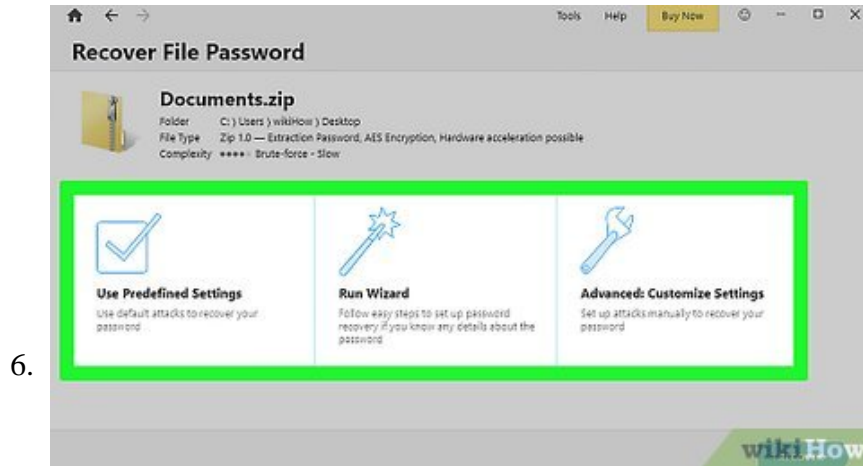 Tools Help Buy Now
Recover File Password
Documents.zip
Folder C: ) Users ) wikiHow ) Desktop
File Type Zip 1.0 — Extraction Password, AES Encryption, Hardware acceleration possible
Complexity Brute-force - Slow
Use Predefined Settings
Use default attacks to recover your
password
Run Wizard
Follow easy steps to set up password
recovery if you know any details about the
password
Advanced: Customize Settings
Set up attacks manually to recover your
password
6.
wikiHow